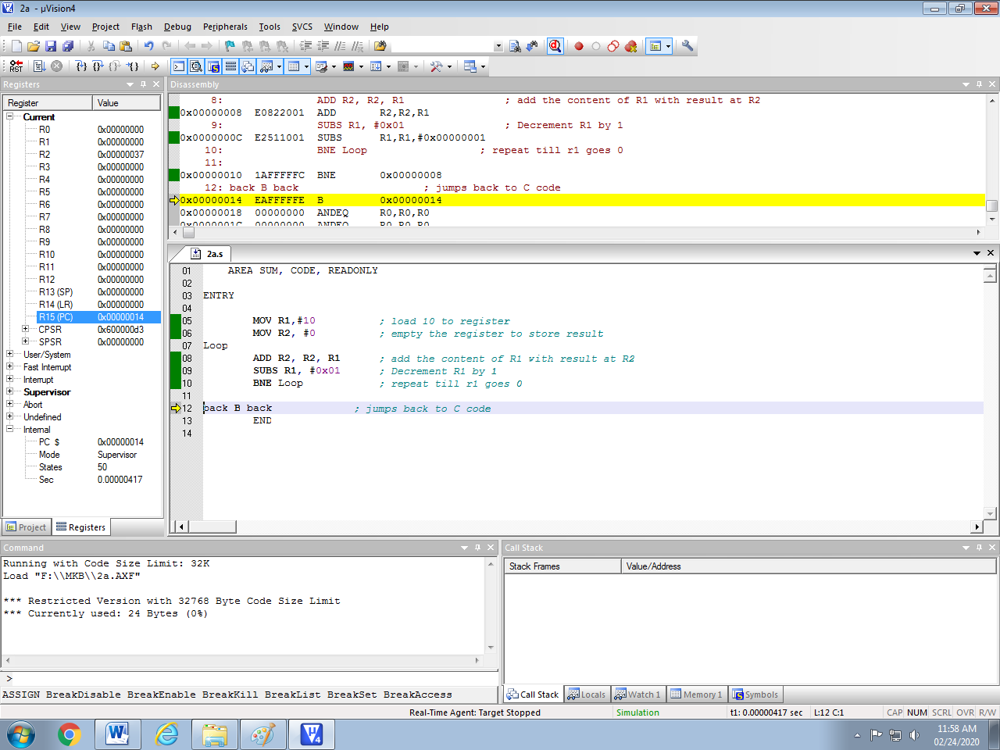 2a - µVision4
File Edit View Project Flash Debug Peripherals Tools SVCS Window Help
Registers
Register Value
Current
R0 0x00000000
R1 0x00000000
R2 0x00000037
R3 0x00000000
R4 0x00000000
R5 0x00000000
R6 0x00000000
R7 0x00000000
R8 0x00000000
R9 0x00000000
R10 0x00000000
R11 0x00000000
R12 0x00000000
R13 (SP) 0x00000000
R14 (LR) 0x00000000
R15 (PC) 0x00000014
CPSR 0x600000d3
SPSR 0x00000000
User/System
Fast Interrupt
Interrupt
Supervisor
Abort
Undefined
Internal
PC $ 0x00000014
Mode Supervisor
States 50
Sec 0.00000417
Project Registers
Disassembly
8: ADD R2, R2, R1 ; add the content of R1 with result at R2
0x00000008 E0822001 ADD R2,R2,R1
9: SUBS R1, #0x01 ; Decrement R1 by 1
0x0000000C E2511001 SUBS R1,R1,#0x00000001
10: BNE Loop ; repeat till r1 goes 0
11:
0x00000010 1AFFFFFC BNE 0x00000008
12: back B back ; jumps back to C code
0x00000014 EAFFFFFE B 0x00000014
0x00000018 00000000 ANDEQ R0,R0,R0
0x0000001C 00000000 ANDEQ R0,R0,R0
2a.s
01 AREA SUM, CODE, READONLY
02
03 ENTRY
04
05 MOV R1,#10 ; load 10 to register
06 MOV R2, #0 ; empty the register to store result
07 Loop
08 ADD R2, R2, R1 ; add the content of R1 with result at R2
09 SUBS R1, #0x01 ; Decrement R1 by 1
10 BNE Loop ; repeat till r1 goes 0
11
12 back B back ; jumps back to C code
13 END
14
Command
Running with Code Size Limit: 32K
Load "F:\\MKB\\2a.AXF"
*** Restricted Version with 32768 Byte Code Size Limit
*** Currently used: 24 Bytes (0%)
>
ASSIGN BreakDisable BreakEnable BreakKill BreakList BreakSet BreakAccess
Call Stack
Stack Frames Value/Address
Call Stack Locals Watch 1 Memory 1 Symbols
Real-Time Agent: Target Stopped Simulation t1: 0.00000417 sec L:12 C:1 CAP NUM SCRL OVR R/W
11:58 AM
02/24/2020